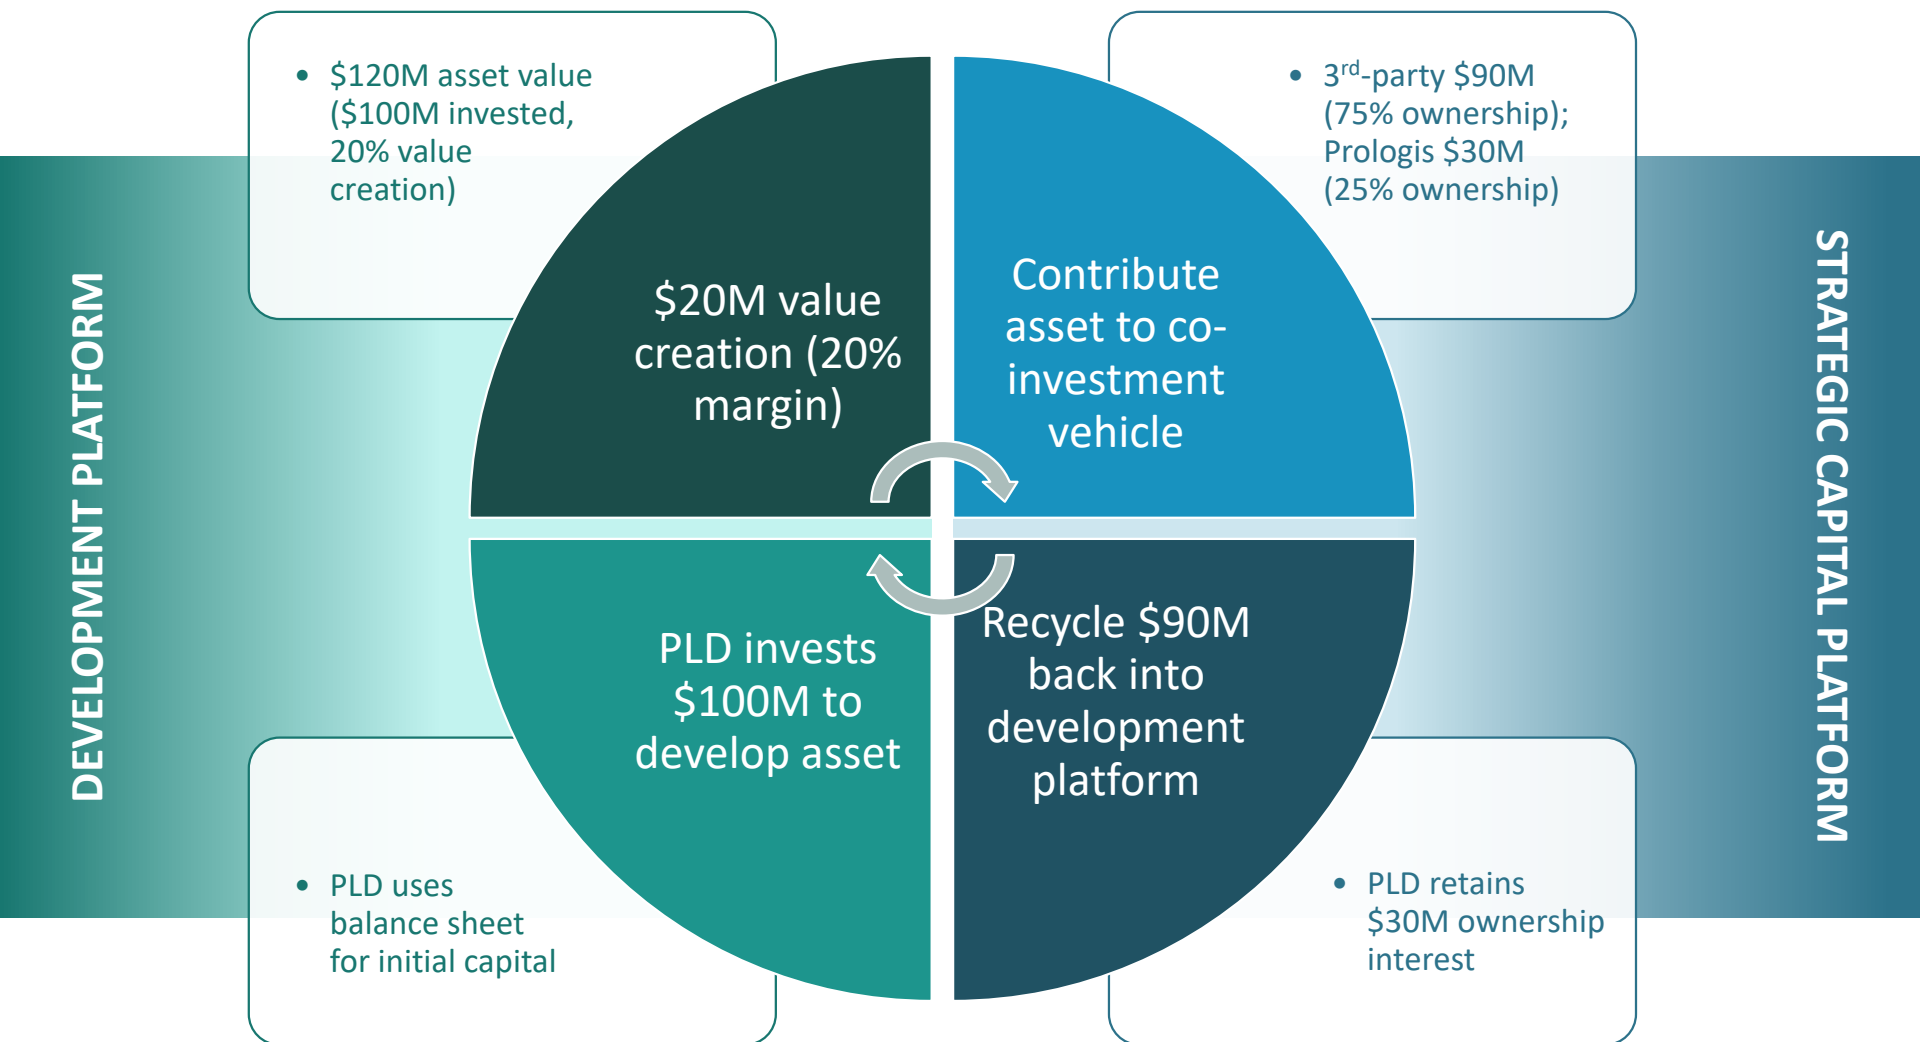 DEVELOPMENT PLATFORM
• $120M asset value
($100M invested,
20% value
creation)
$20M value
creation (20%
margin)
Contribute
asset to co-
investment
vehicle
• 3rd-party $90M
(75% ownership);
Prologis $30M
(25% ownership)
PLD invests
$100M to
develop asset
Recycle $90M
back into
development
platform
• PLD uses
balance sheet
for initial capital
• PLD retains
$30M ownership
interest
STRATEGIC CAPITAL PLATFORM